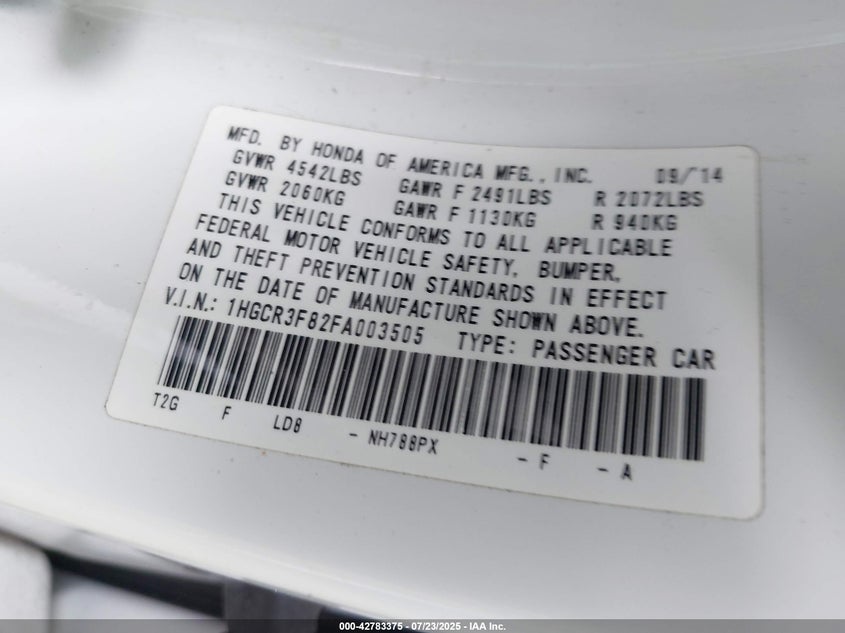 MFD. BY HONDA OF AMERICA MFG., INC. 09/'14
GVWR 4542LBS GAWR F 2491LBS R 2072LBS
GVWR 2060KG GAWR F 1130KG R 940KG
THIS VEHICLE CONFORMS TO ALL APPLICABLE
FEDERAL MOTOR VEHICLE SAFETY, BUMPER,
AND THEFT PREVENTION STANDARDS IN EFFECT
ON THE DATE OF MANUFACTURE SHOWN ABOVE.
V.I.N.: 1HGCR3F82FA003505 TYPE: PASSENGER CAR
T2G F LD8 - NH788PX - F - A
000-42783375 - 07/23/2025 - IAA Inc.